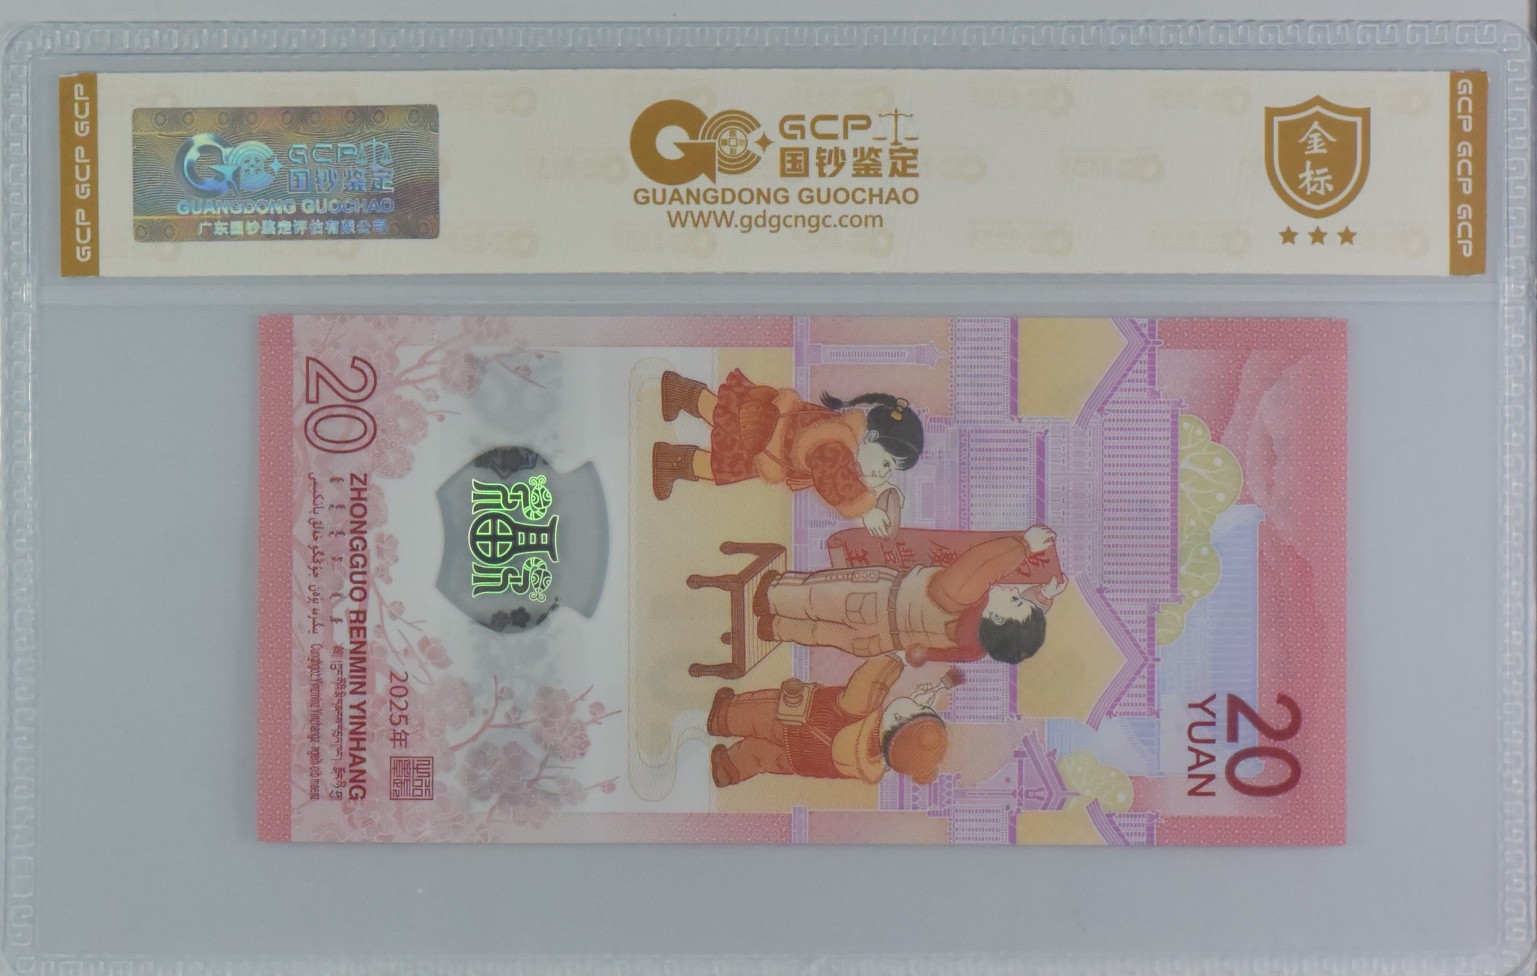 GCP GCP GCP
GCP
国钞鉴定
GUANGDONG GUOCHAO
广东国钞鉴定评估有限公司
GCP
国钞鉴定
GUANGDONG GUOCHAO
WWW.gdgcngc.com
金标
GCP GCP GCP
20
ZHONGGUO RENMIN YINHANG
2025年
20
YUAN